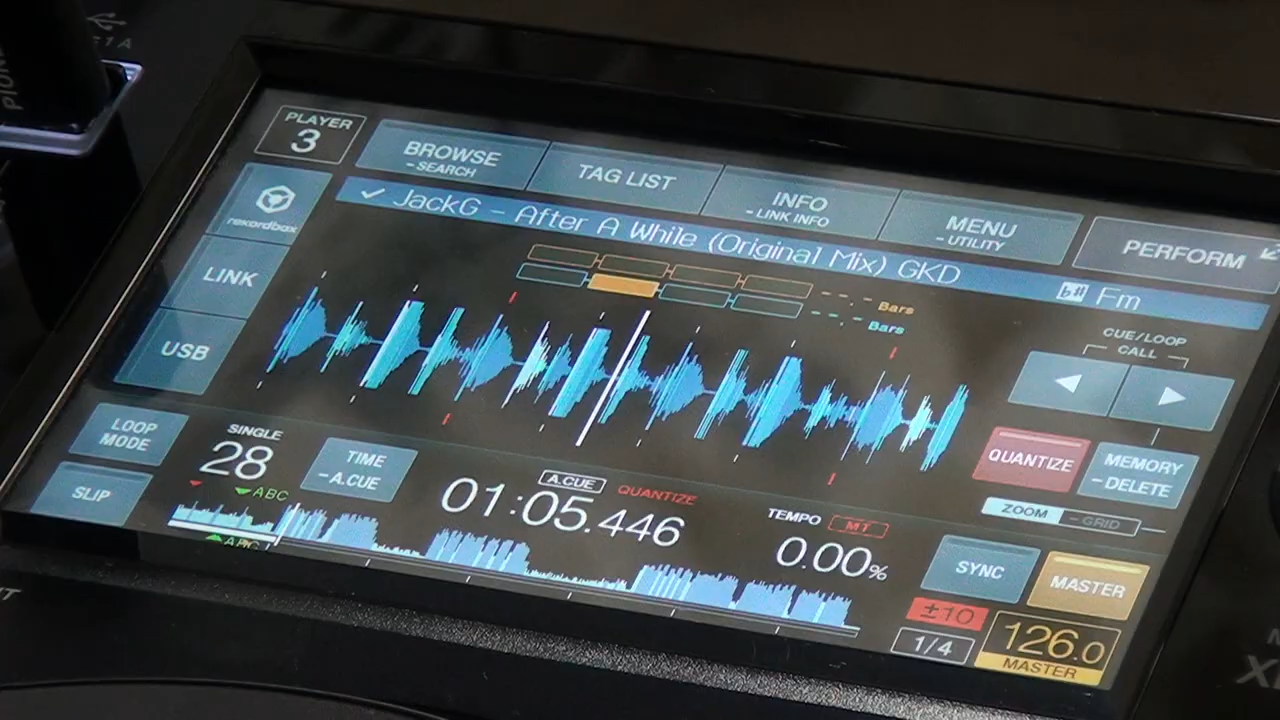 PLAYER
3
BROWSE
-SEARCH
TAG LIST
INFO
-LINK INFO
MENU
-UTILITY
PERFORM
rekordbox
JackG - After A While (Original Mix) GKD
Fm
LINK
Bars
Bars
CUE/LOOP
CALL
USB
LOOP
MODE
SINGLE
28
TIME
-A.CUE
QUANTIZE
MEMORY
-DELETE
SLIP
ABC
A.CUE
QUANTIZE
01:05.446
TEMPO
MT
0.00%
ZOOM
-GRID
ABC
SYNC
MASTER
±10
1/4
126.0
MASTER